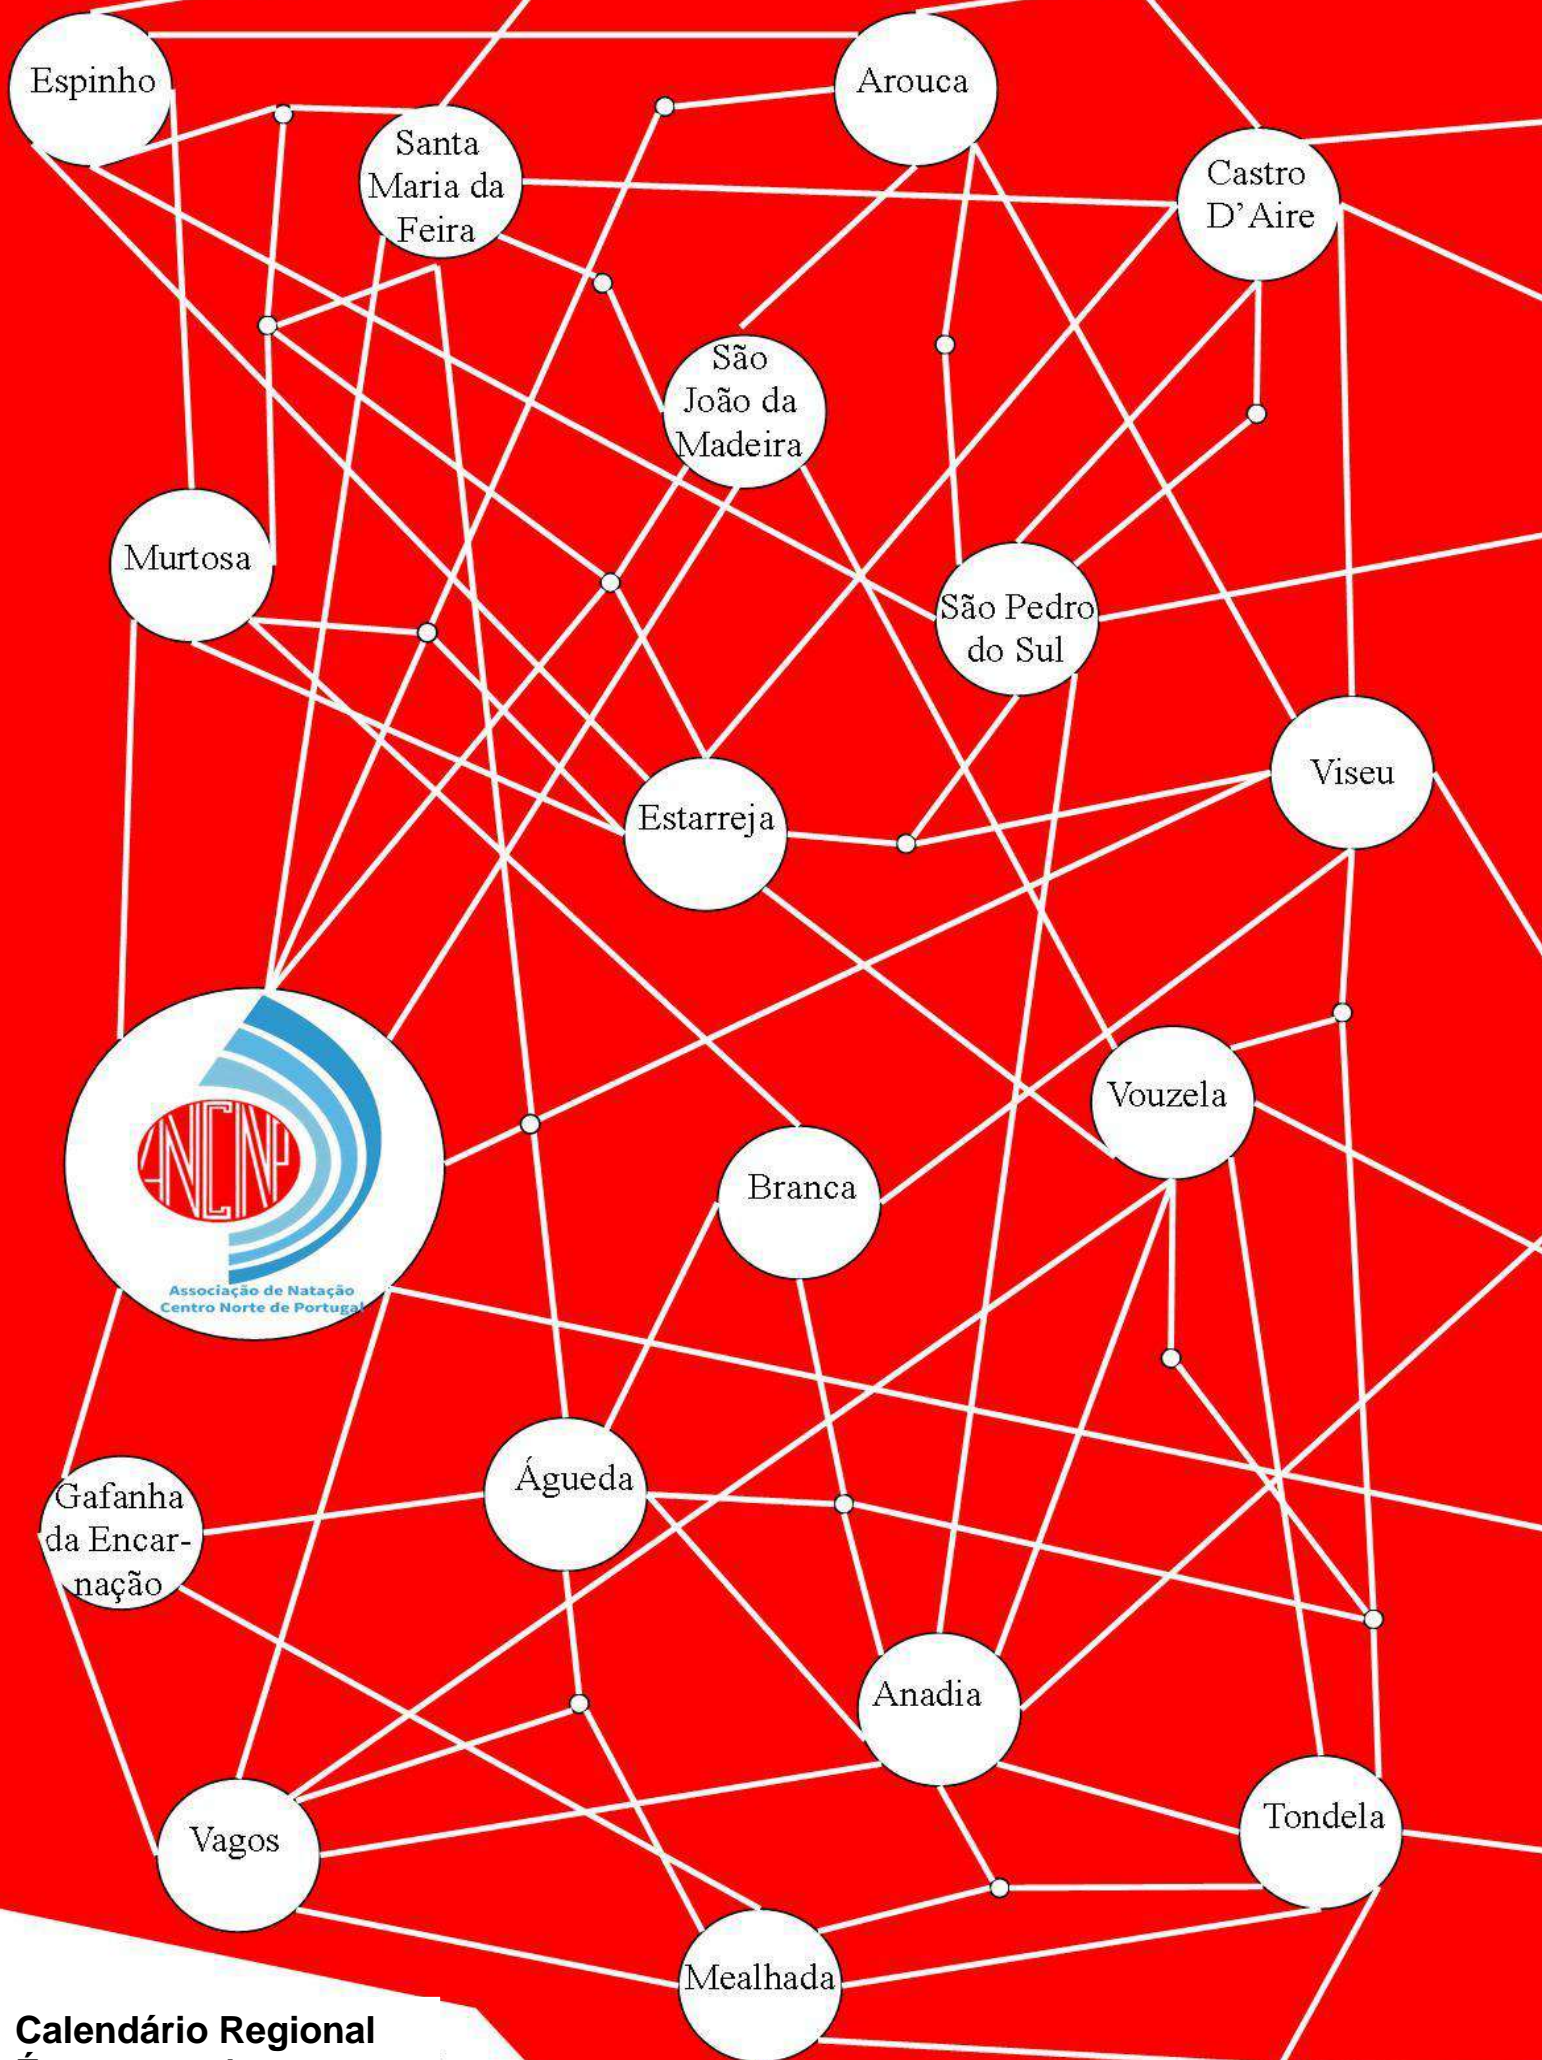 Espinho
Arouca
Santa
Maria da
Feira
Castro
D’Aire
São
João da
Madeira
Murtosa
São Pedro
do Sul
Viseu
Estarreja
Vouzela
ANCNP
Branca
Associação de Natação
Centro Norte de Portugal
Águeda
Gafanha
da Encar-
nação
Anadia
Tondela
Vagos
Mealhada
Calendário Regional